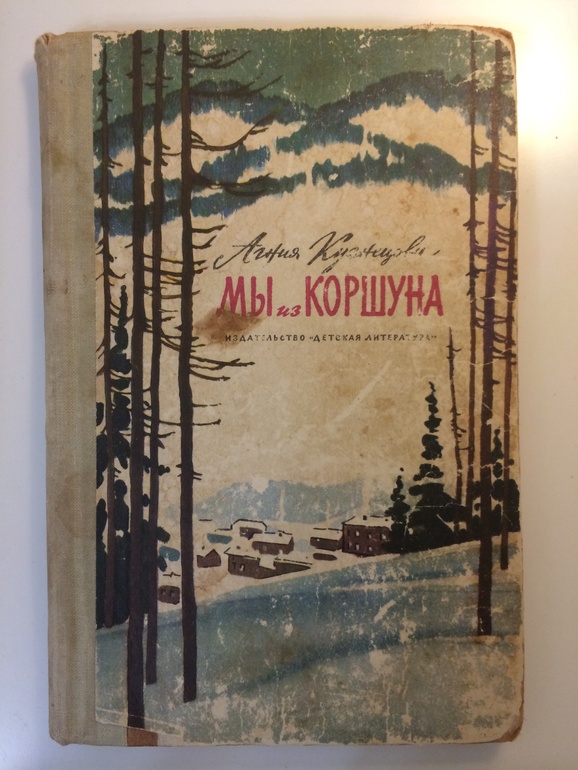 Агния Кузнецова
МЫ из КОРШУНА
ИЗДАТЕЛЬСТВО «ДЕТСКАЯ ЛИТЕРАТУРА»